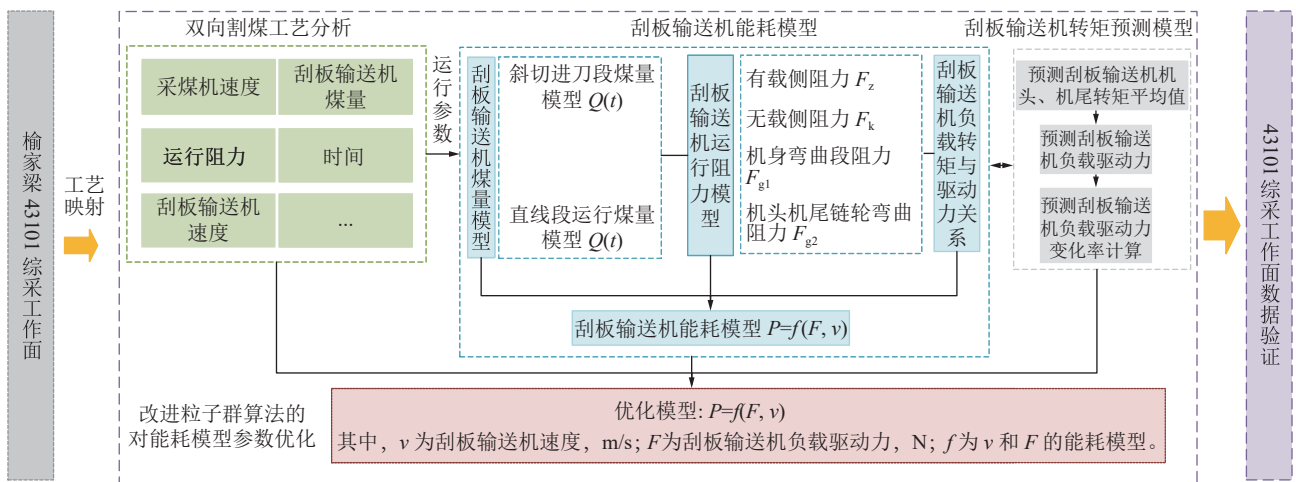 榆家梁 43101 综采工作面
工艺
映射
双向割煤工艺分析
采煤机速度
刮板输送机
煤量
运行阻力
时间
刮板输送机
速度
...
运行参数
刮板输送机能耗模型
刮板输送机煤量模型
斜切进刀段煤量
模型 Q(t)
直线段运行煤量
模型 Q(t)
刮板输送机运行阻力模型
有载侧阻力 Fz
无载侧阻力 Fk
机身弯曲段阻力
Fg1
机头机尾链轮弯曲
阻力 Fg2
刮板输送机负载转矩与驱动力关系
刮板输送机能耗模型 P=f(F, v)
刮板输送机转矩预测模型
预测刮板输送机机
头、机尾转矩平均值
预测刮板输送
机负载驱动力
预测刮板输送
机负载驱动力
变化率计算
改进粒子群算法的
对能耗模型参数优化
优化模型: P=f(F, v)
其中，v 为刮板输送机速度，m/s; F为刮板输送机负载驱动力，N; f 为 v 和 F 的能耗模型。
43101 综采工作面数据验证